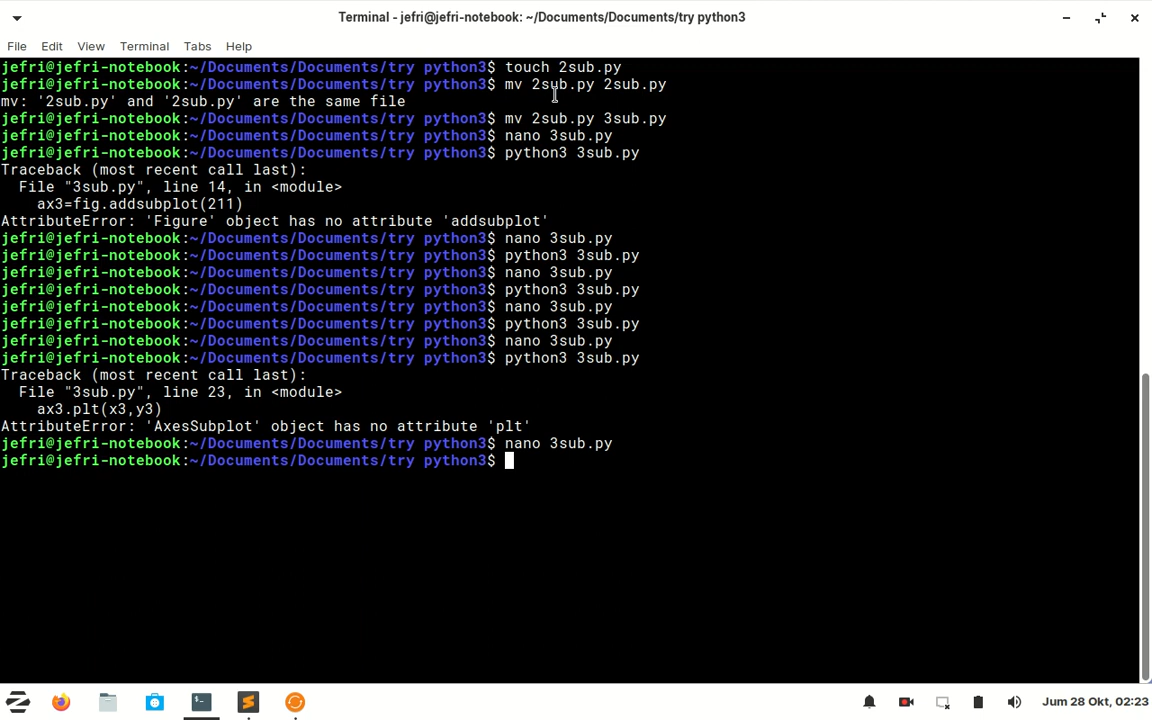 Terminal - jefri@jefri-notebook: ~/Documents/Documents/try python3
File Edit View Terminal Tabs Help
jefri@jefri-notebook:~/Documents/Documents/try python3$ touch 2sub.py
jefri@jefri-notebook:~/Documents/Documents/try python3$ mv 2sub.py 2sub.py
mv: '2sub.py' and '2sub.py' are the same file
jefri@jefri-notebook:~/Documents/Documents/try python3$ mv 2sub.py 3sub.py
jefri@jefri-notebook:~/Documents/Documents/try python3$ nano 3sub.py
jefri@jefri-notebook:~/Documents/Documents/try python3$ python3 3sub.py
Traceback (most recent call last):
  File "3sub.py", line 14, in <module>
    ax3=fig.addsubplot(211)
AttributeError: 'Figure' object has no attribute 'addsubplot'
jefri@jefri-notebook:~/Documents/Documents/try python3$ nano 3sub.py
jefri@jefri-notebook:~/Documents/Documents/try python3$ python3 3sub.py
jefri@jefri-notebook:~/Documents/Documents/try python3$ nano 3sub.py
jefri@jefri-notebook:~/Documents/Documents/try python3$ python3 3sub.py
jefri@jefri-notebook:~/Documents/Documents/try python3$ nano 3sub.py
jefri@jefri-notebook:~/Documents/Documents/try python3$ python3 3sub.py
jefri@jefri-notebook:~/Documents/Documents/try python3$ nano 3sub.py
jefri@jefri-notebook:~/Documents/Documents/try python3$ python3 3sub.py
Traceback (most recent call last):
  File "3sub.py", line 23, in <module>
    ax3.plt(x3,y3)
AttributeError: 'AxesSubplot' object has no attribute 'plt'
jefri@jefri-notebook:~/Documents/Documents/try python3$ nano 3sub.py
jefri@jefri-notebook:~/Documents/Documents/try python3$
Jum 28 Okt, 02:23